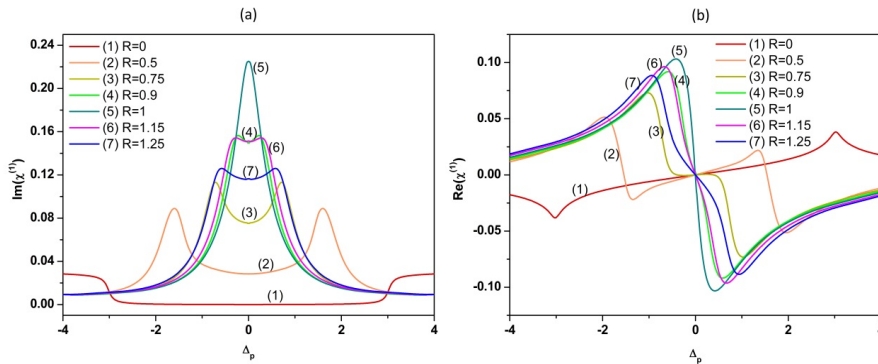 (a)
(1) R=0
(2) R=0.5
(3) R=0.75
(4) R=0.9
(5) R=1
(6) R=1.15
(7) R=1.25
(5)
(4)
(6)
(7)
(3)
(2)
(1)
Im(χ(1))
0.24
0.20
0.16
0.12
0.08
0.04
0.00
-4 -2 0 2 4
Δp
(b)
(1) R=0
(2) R=0.5
(3) R=0.75
(4) R=0.9
(5) R=1
(6) R=1.15
(7) R=1.25
(5)
(6)
(7)
(4)
(3)
(2)
(1)
Re(χ(1))
0.10
0.05
0.00
-0.05
-0.10
-4 -2 0 2 4
Δp